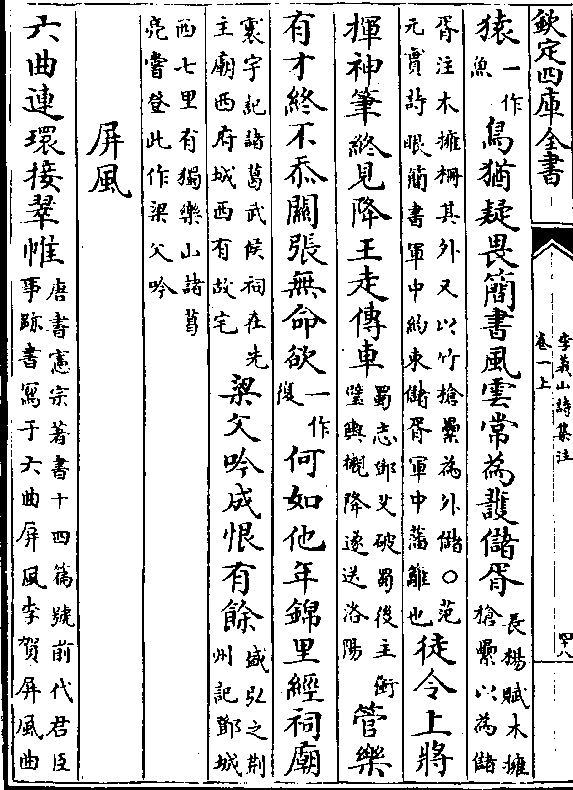 欽定四庫全書
李義山詩集注
卷一上
四十八
猿一作魚鳥猶疑畏簡書風雲常為護儲胥長楊賦木擁槍纍以為儲
胥注木擁柵其外又以竹槍纍為外儲○范元實詩眼簡書軍中約束儲胥軍中藩籬也徒令上將
揮神筆終見降王走傳車蜀志鄧艾破蜀後主銜璧輿櫬降遂送洛陽管樂
有才終不忝關張無命欲一作復何如他年錦里經祠廟
寰宇記諸葛武侯祠在先主廟西府城西有故宅梁父吟成恨有餘盛弘之荆州記鄧城
西七里有獨樂山諸葛亮嘗登此作梁父吟
屏風
六曲連環接翠帷唐書憲宗著書十四篇號前代君臣事跡書寫于六曲屏風李賀屏風曲